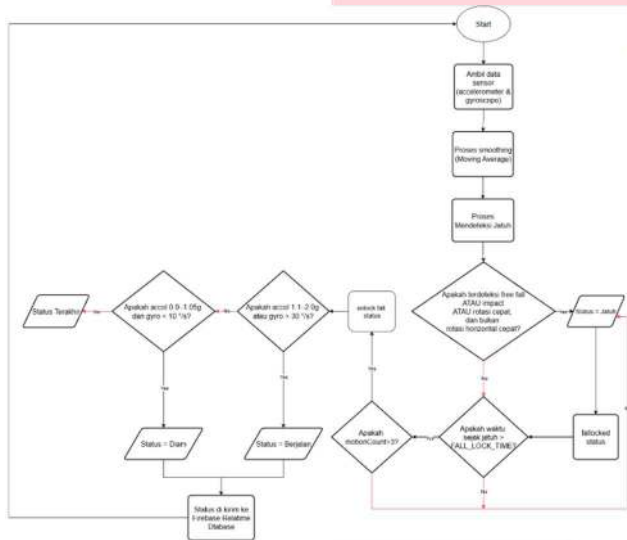 Start
Ambil data
sensor
(accelerometer &
gyroscope)
Proses smoothing
(Moving Average)
Proses
Mendeteksi Jatuh
Apakah terdeteksi free fall
ATAU impact
ATAU rotasi cepat,
dan bukan
rotasi horizontal cepat?
Yes
Status = Jatuh
No
fallocked
status
Apakah waktu
sejak jatuh >
FALL_LOCK_TIME?
Yes
No
Apakah
motionCount>3?
Yes
unlock fall
status
Apakah accel 1.1-2.0g
atau gyro > 30 °/s?
No
Yes
Status = Berjalan
Apakah accel 0.9-1.05g
dan gyro < 10 °/s?
No
Yes
Status Terakhir
Status = Diam
Status di kirim ke
Firebase Relatime
Dtabase